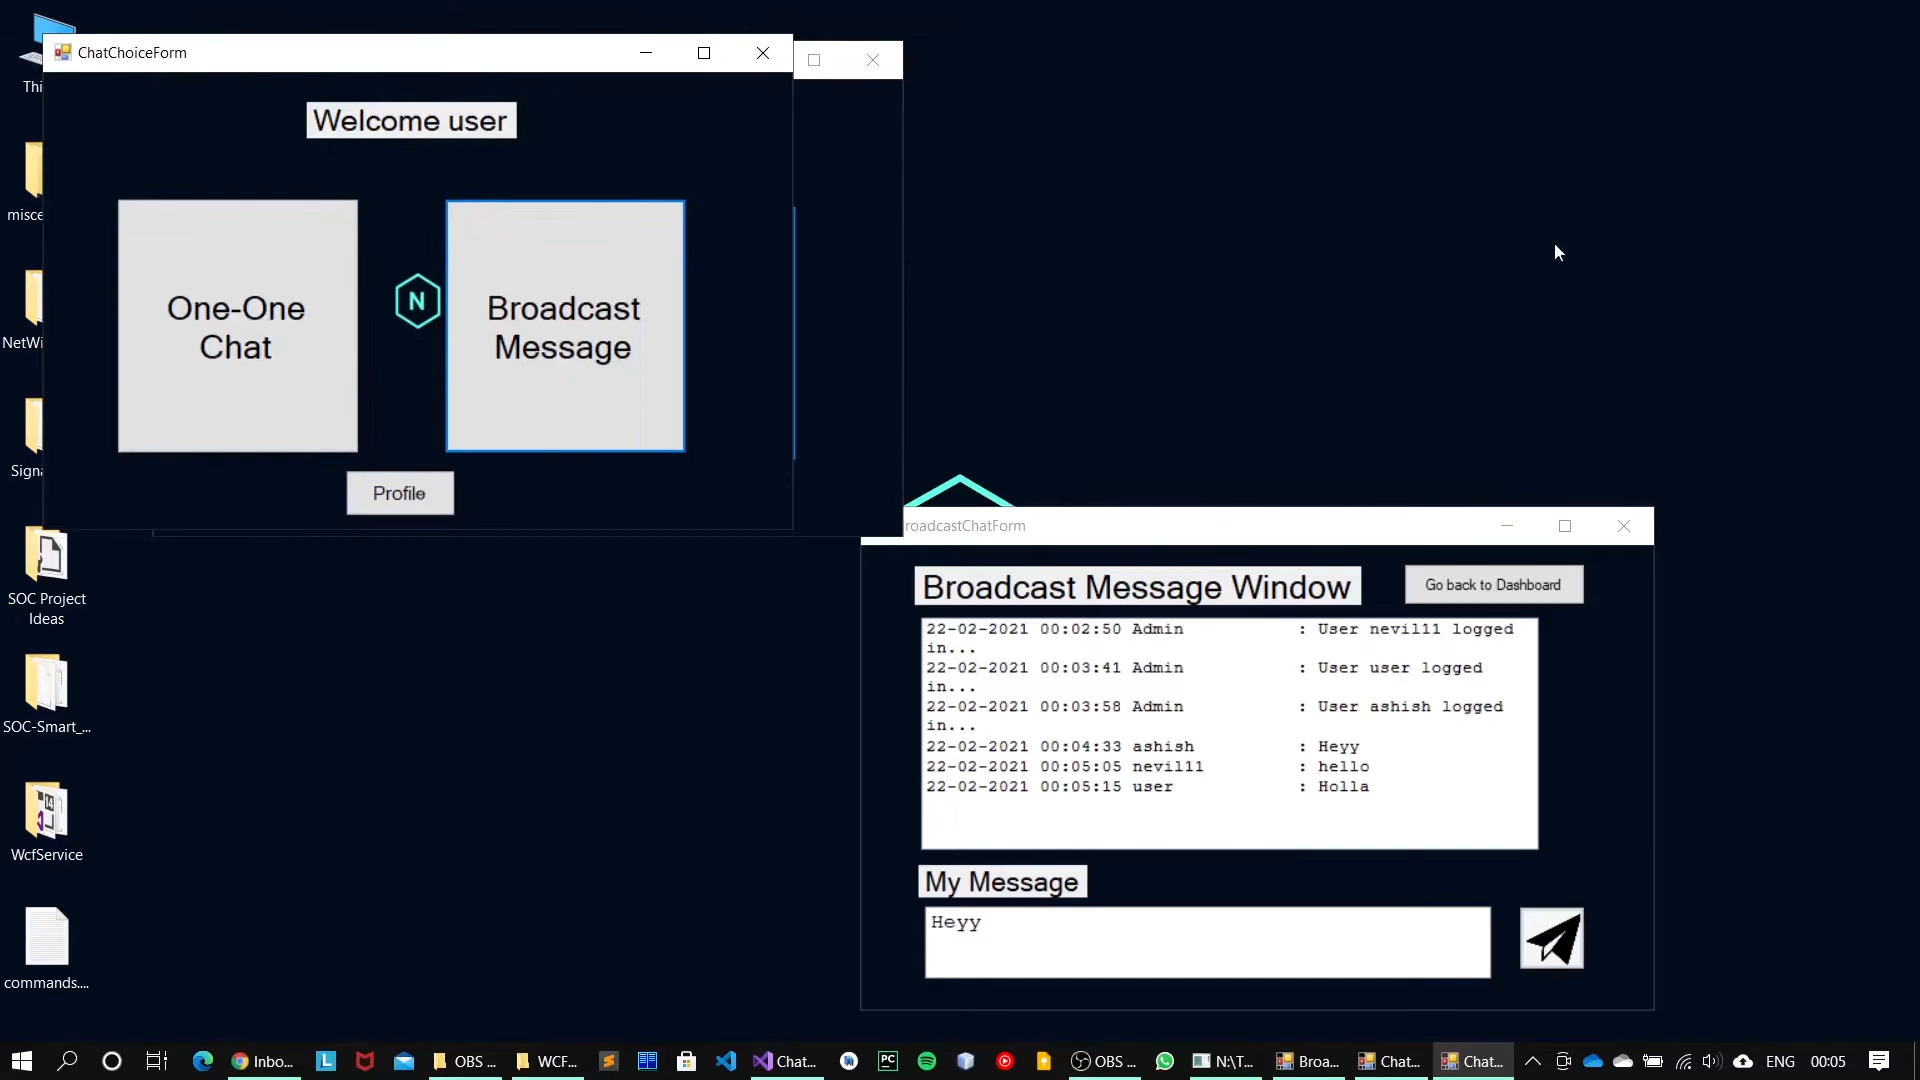 ChatChoiceForm
Welcome user
One-One
Chat
N
Broadcast
Message
Profile
Thi
misce
NetWi
Signa
SOC Project
Ideas
SOC-Smart_...
WcfService
commands....
roadcastChatForm
Broadcast Message Window
Go back to Dashboard
22-02-2021 00:02:50 Admin : User nevil11 logged
in...
22-02-2021 00:03:41 Admin : User user logged
in...
22-02-2021 00:03:58 Admin : User ashish logged
in...
22-02-2021 00:04:33 ashish : Heyy
22-02-2021 00:05:05 nevil11 : hello
22-02-2021 00:05:15 user : Holla
My Message
Heyy
Inbo... L OBS ... WCF... Chat... PC OBS ... N:\T... Broa... Chat... Chat... ENG 00:05